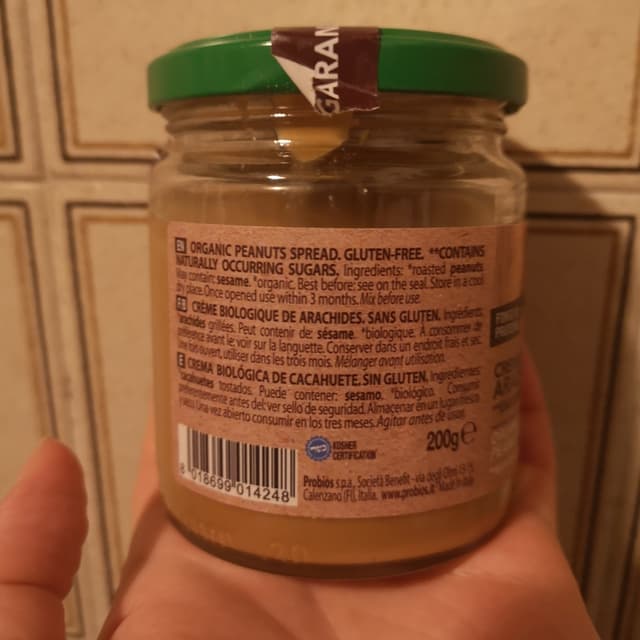 GARAN
EN ORGANIC PEANUTS SPREAD. GLUTEN-FREE. **CONTAINS
NATURALLY OCCURRING SUGARS. Ingredients: *roasted peanuts.
May contain: sesame. *organic. Best before: see on the seal. Store in a cool
dry place. Once opened use within 3 months. Mix before use.
CRÈME BIOLOGIQUE DE ARACHIDES. SANS GLUTEN. Ingrédients:
arachides grillées. Peut contenir de: sésame. *biologique. A consommer de
préférence avant le: voir sur la languette. Conserver dans un endroit frais et sec.
ouvert, utiliser dans les trois mois. Mélanger avant utilisation.
E CREMA BIOLÓGICA DE CACAHUETE. SIN GLUTEN. Ingredientes:
cacahuetes tostados. Puede contener: sesamo. *biológico. Consumir
preferentemente antes del: ver sello de seguridad. Almacenar en un lugar fresco
y seco. Una vez abierto consumir en los tres meses. Agitar antes de usar.
KOSHER
CERTIFICATION
200g e
8 018699 014248
Probios s.p.a., Società Benefit - via degli Olmi 13-15
Calenzano (FI), Italia. www.probios.it Made in Italy